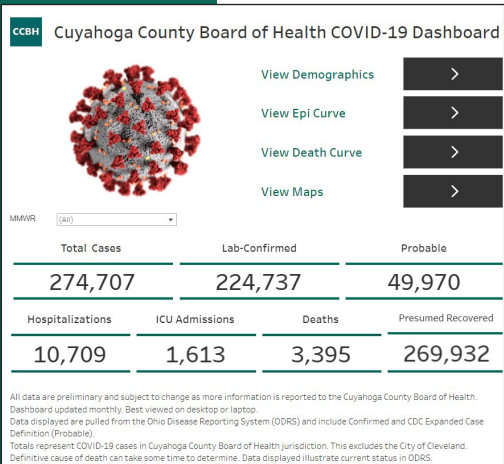 CCBH Cuyahoga County Board of Health COVID-19 Dashboard
View Demographics
View Epi Curve
View Death Curve
View Maps
MMWR (All)
Total Cases Lab-Confirmed Probable
274,707 224,737 49,970
Hospitalizations ICU Admissions Deaths Presumed Recovered
10,709 1,613 3,395 269,932
All data are preliminary and subject to change as more information is reported to the Cuyahoga County Board of Health.
Dashboard updated monthly. Best viewed on desktop or laptop.
Data displayed are pulled from the Ohio Disease Reporting System (ODRS) and include Confirmed and CDC Expanded Case
Definition (Probable).
Totals represent COVID-19 cases in Cuyahoga County Board of Health jurisdiction. This excludes the City of Cleveland.
Definitive cause of death can take some time to determine. Data displayed illustrate current status in ODRS.